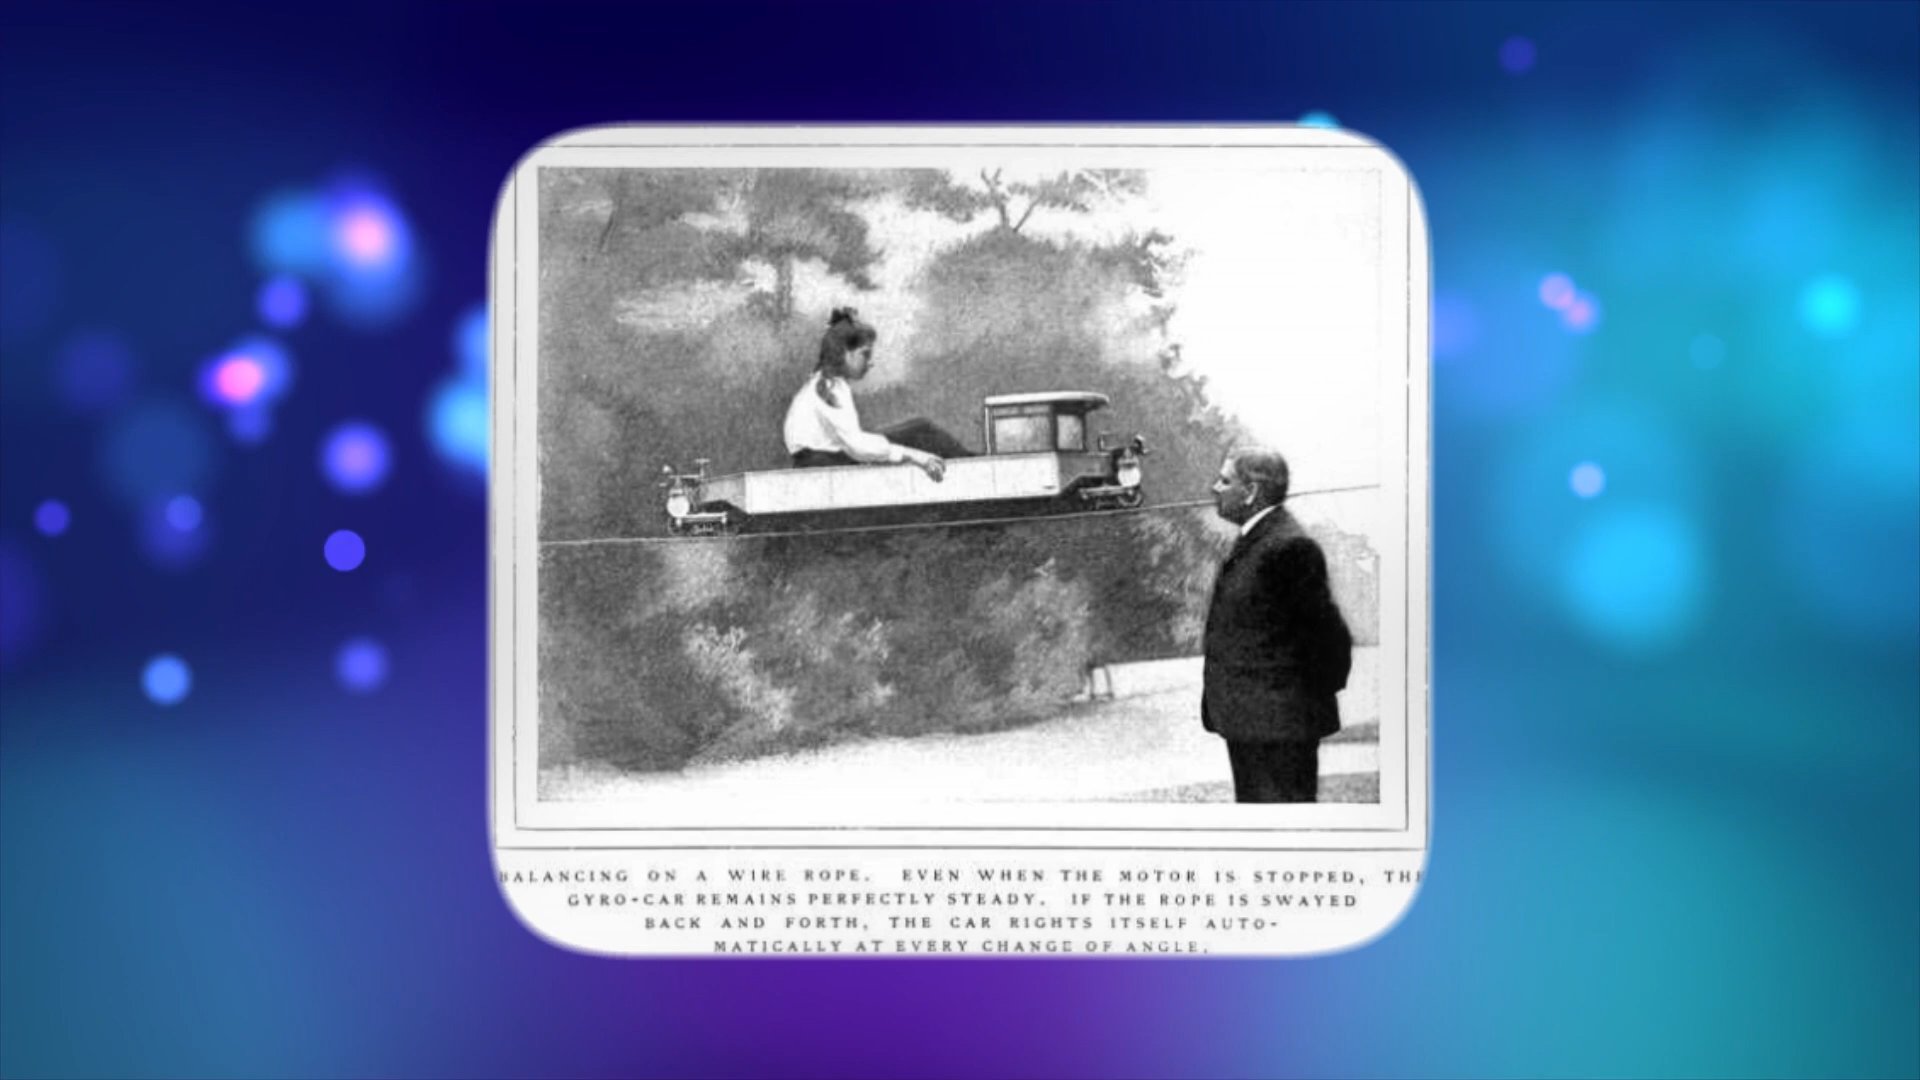 BALANCING ON A WIRE ROPE. EVEN WHEN THE MOTOR IS STOPPED, THE
GYRO-CAR REMAINS PERFECTLY STEADY. IF THE ROPE IS SWAYED
BACK AND FORTH, THE CAR RIGHTS ITSELF AUTO-
MATICALLY AT EVERY CHANGE OF ANGLE.